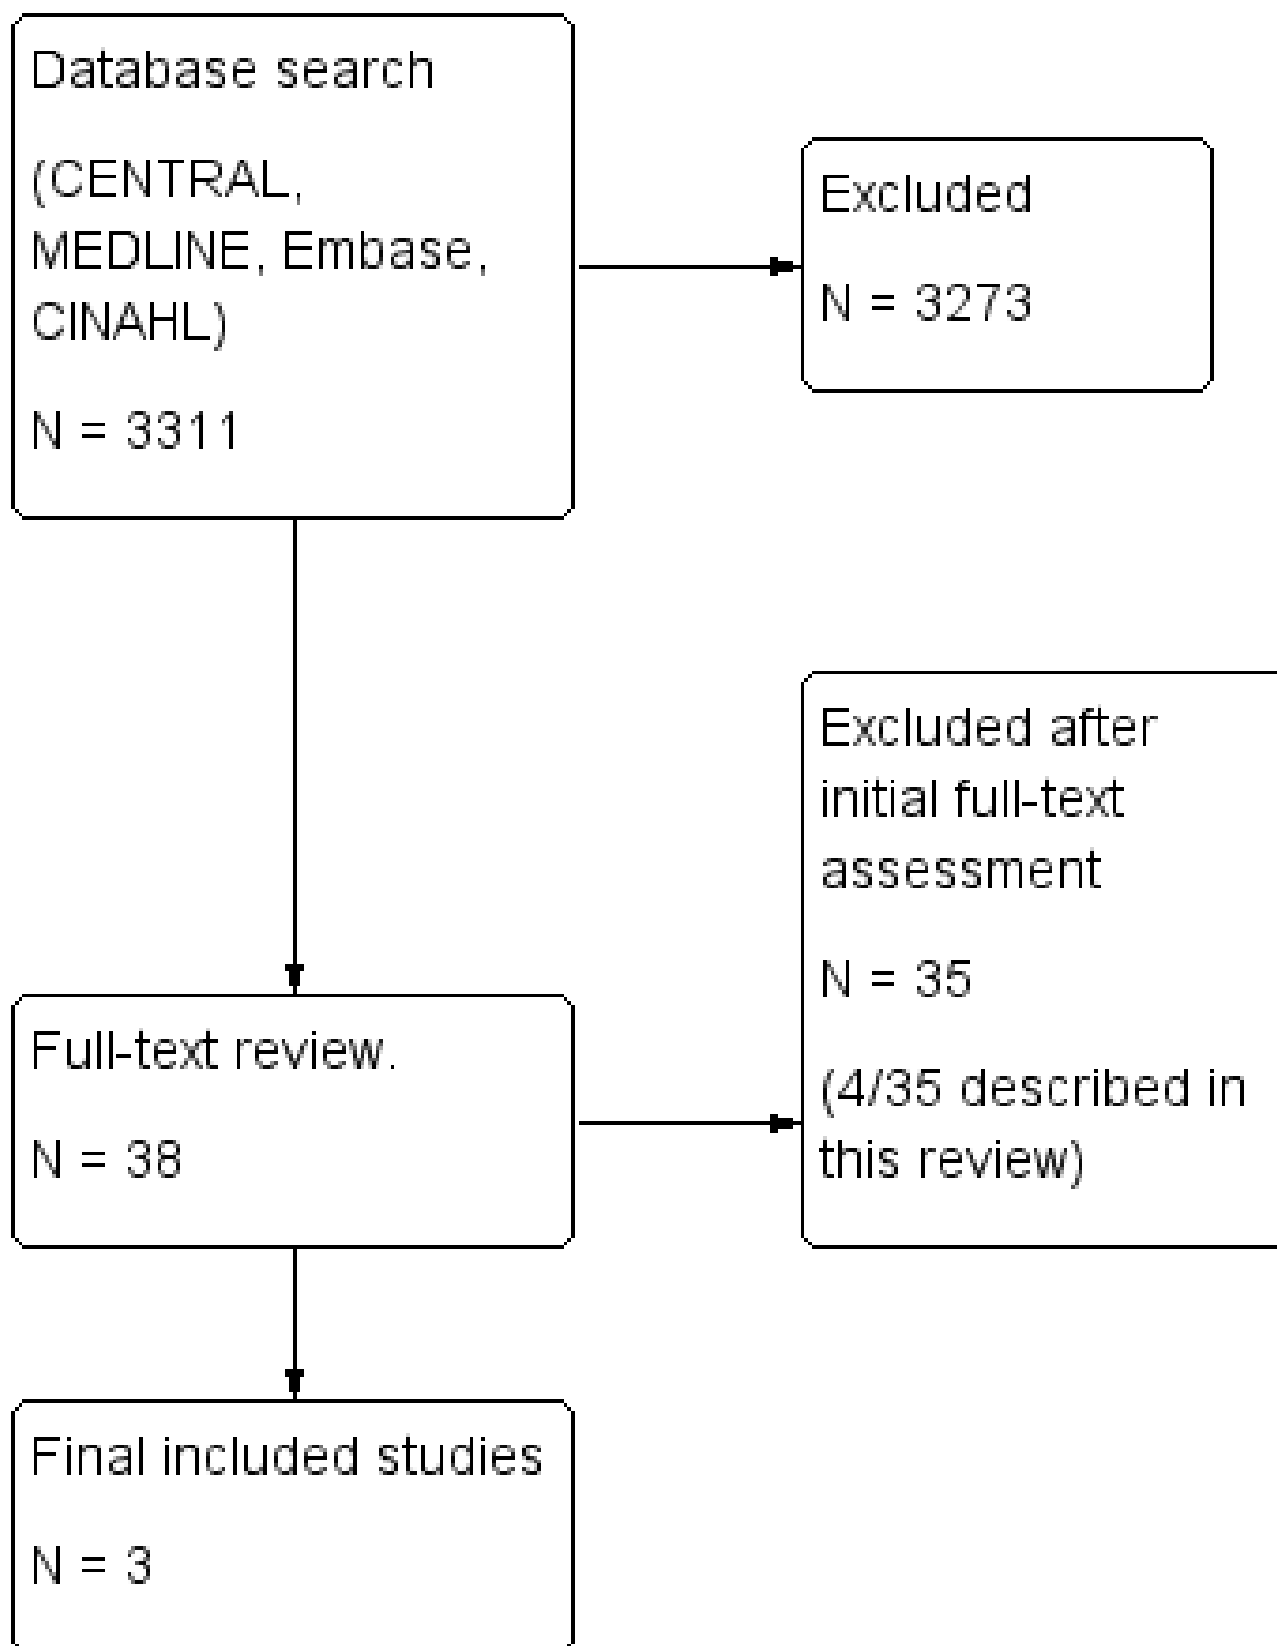 Database search
(CENTRAL,
MEDLINE, Embase,
CINAHL)
N = 3311
Excluded
N = 3273
Excluded after
initial full-text
assessment
N = 35
(4/35 described in
this review)
Full-text review.
N = 38
Final included studies
N = 3